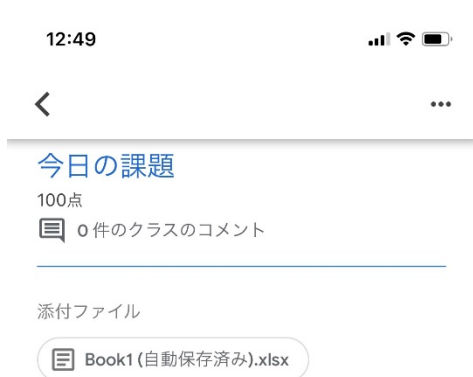 12:49
今日の課題
100点
0 件のクラスのコメント
添付ファイル
Book1 (自動保存済み).xlsx